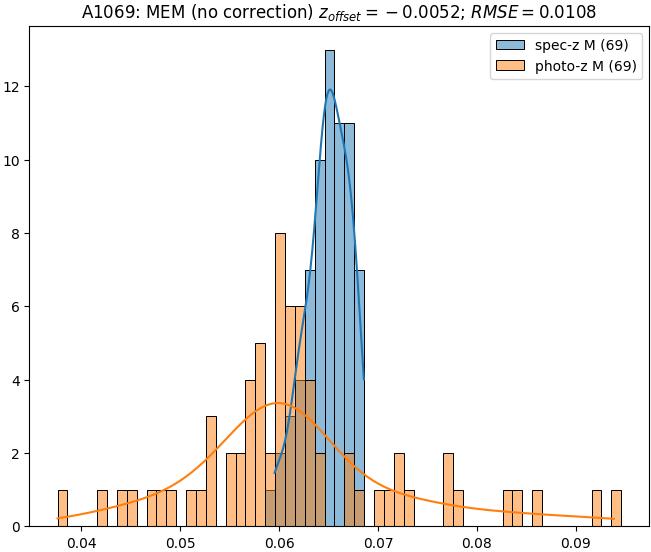 A1069: MEM (no correction) z_offset = −0.0052; RMSE = 0.0108
spec-z M (69)
photo-z M (69)
12
10
8
6
4
2
0
0.04 0.05 0.06 0.07 0.08 0.09